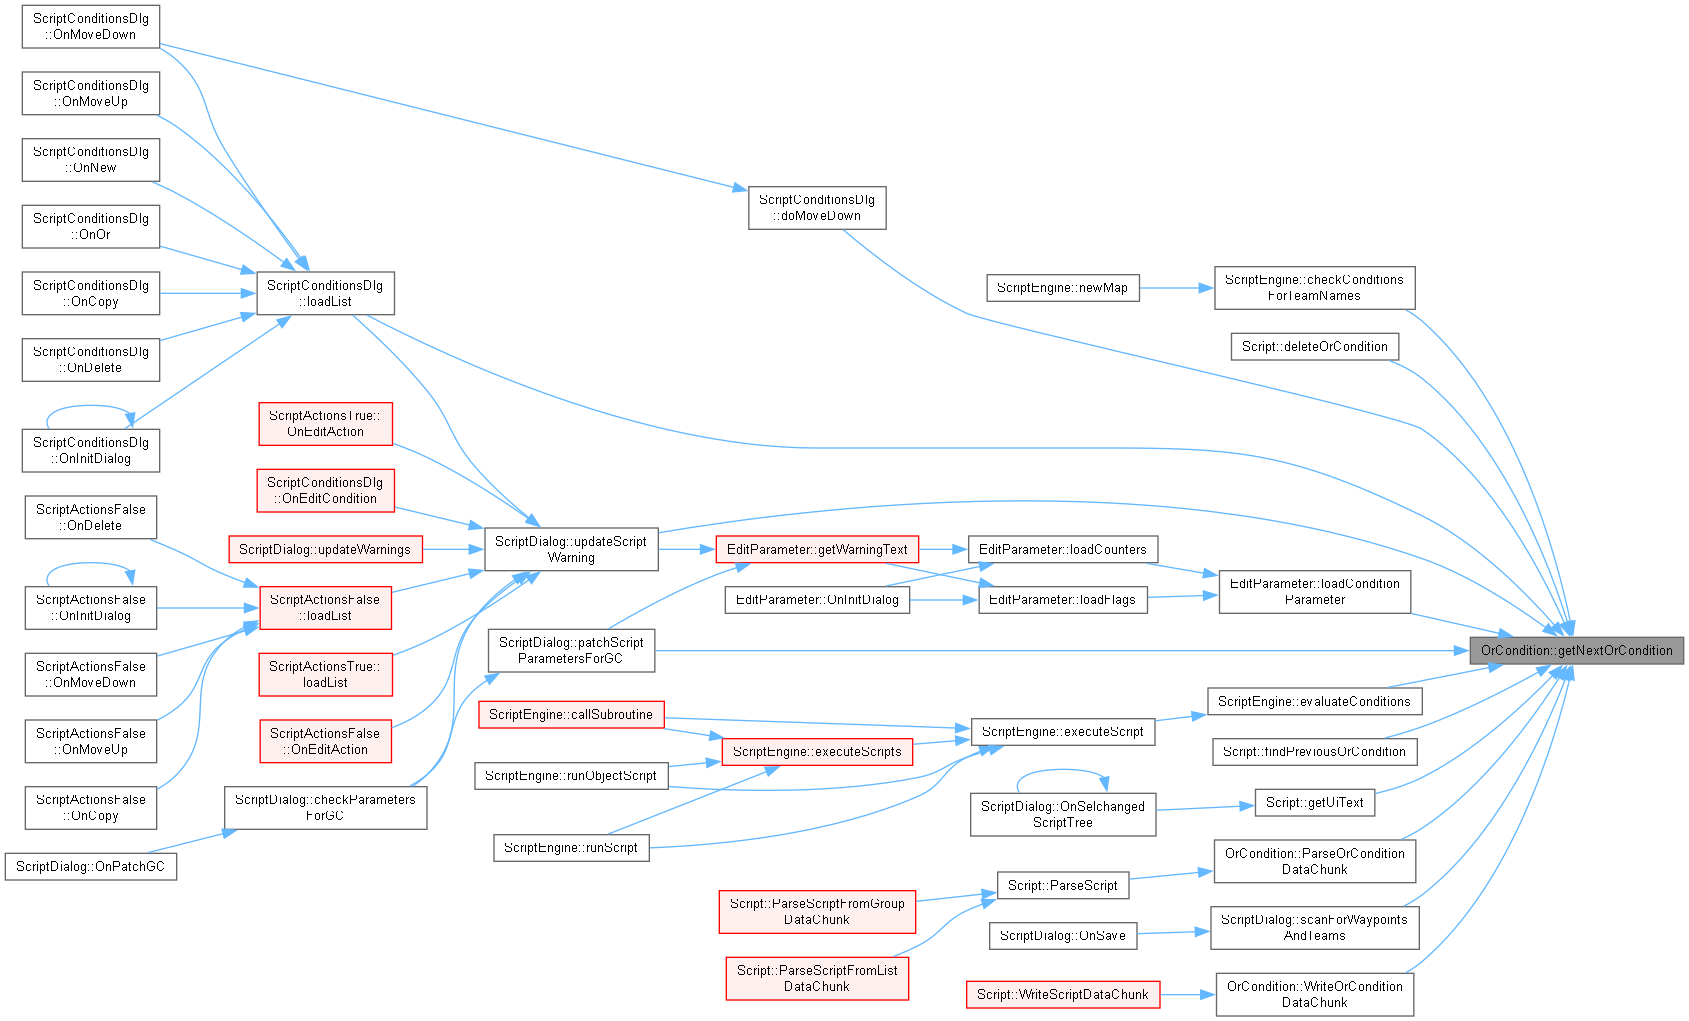 ScriptConditionsDlg
::OnMoveDown
ScriptConditionsDlg
::OnMoveUp
ScriptConditionsDlg
::OnNew
ScriptConditionsDlg
::OnOr
ScriptConditionsDlg
::OnCopy
ScriptConditionsDlg
::OnDelete
ScriptConditionsDlg
::OnInitDialog
ScriptActionsFalse
::OnDelete
ScriptActionsFalse
::OnInitDialog
ScriptActionsFalse
::OnMoveDown
ScriptActionsFalse
::OnMoveUp
ScriptActionsFalse
::OnCopy
ScriptDialog::OnPatchGC
ScriptConditionsDlg
::loadList
ScriptActionsTrue::
OnEditAction
ScriptConditionsDlg
::OnEditCondition
ScriptDialog::updateWarnings
ScriptActionsFalse
::loadList
ScriptActionsTrue::
loadList
ScriptActionsFalse
::OnEditAction
ScriptDialog::checkParameters
ForGC
ScriptDialog::updateScript
Warning
ScriptDialog::patchScript
ParametersForGC
ScriptEngine::callSubroutine
ScriptEngine::runObjectScript
ScriptEngine::runScript
ScriptConditionsDlg
::doMoveDown
EditParameter::getWarningText
EditParameter::OnInitDialog
ScriptEngine::executeScripts
Script::ParseScriptFromGroup
DataChunk
Script::ParseScriptFromList
DataChunk
ScriptEngine::newMap
EditParameter::loadCounters
EditParameter::loadFlags
ScriptEngine::executeScript
ScriptDialog::OnSelchanged
ScriptTree
Script::ParseScript
ScriptDialog::OnSave
Script::WriteScriptDataChunk
ScriptEngine::checkConditions
ForTeamNames
Script::deleteOrCondition
EditParameter::loadCondition
Parameter
ScriptEngine::evaluateConditions
Script::findPreviousOrCondition
Script::getUiText
OrCondition::ParseOrCondition
DataChunk
ScriptDialog::scanForWaypoints
AndTeams
OrCondition::WriteOrCondition
DataChunk
OrCondition::getNextOrCondition